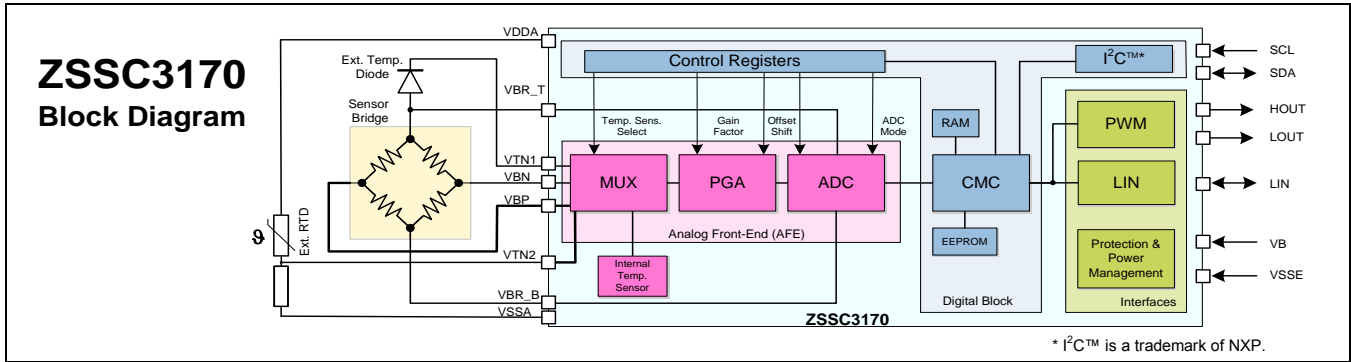 ZSSC3170
Block Diagram
VDDA
Ext. Temp.
Diode
VBR_T
Sensor
Bridge
VTN1
VBN
VBP
VTN2
VBR_B
VSSA
ϑ
Ext. RTD
Control Registers
I²C™*
Temp. Sens.
Select
Gain
Factor
Offset
Shift
ADC
Mode
MUX
PGA
ADC
Analog Front-End (AFE)
Internal
Temp.
Sensor
RAM
CMC
EEPROM
Digital Block
PWM
LIN
Protection &
Power
Management
Interfaces
ZSSC3170
SCL
SDA
HOUT
LOUT
LIN
VB
VSSE
* I²C™ is a trademark of NXP.